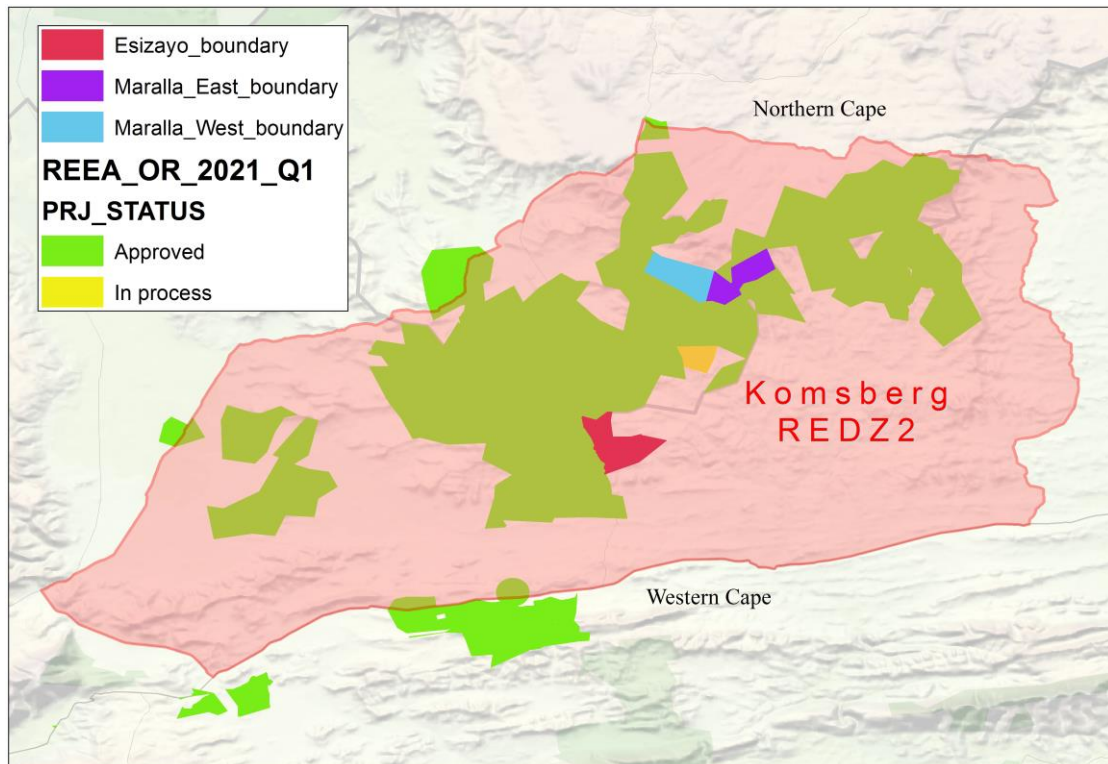 Esizayo_boundary
Maralla_East_boundary
Maralla_West_boundary
REEA_OR_2021_Q1
PRJ_STATUS
Approved
In process
Northern Cape
Komsberg
REDZ2
Western Cape